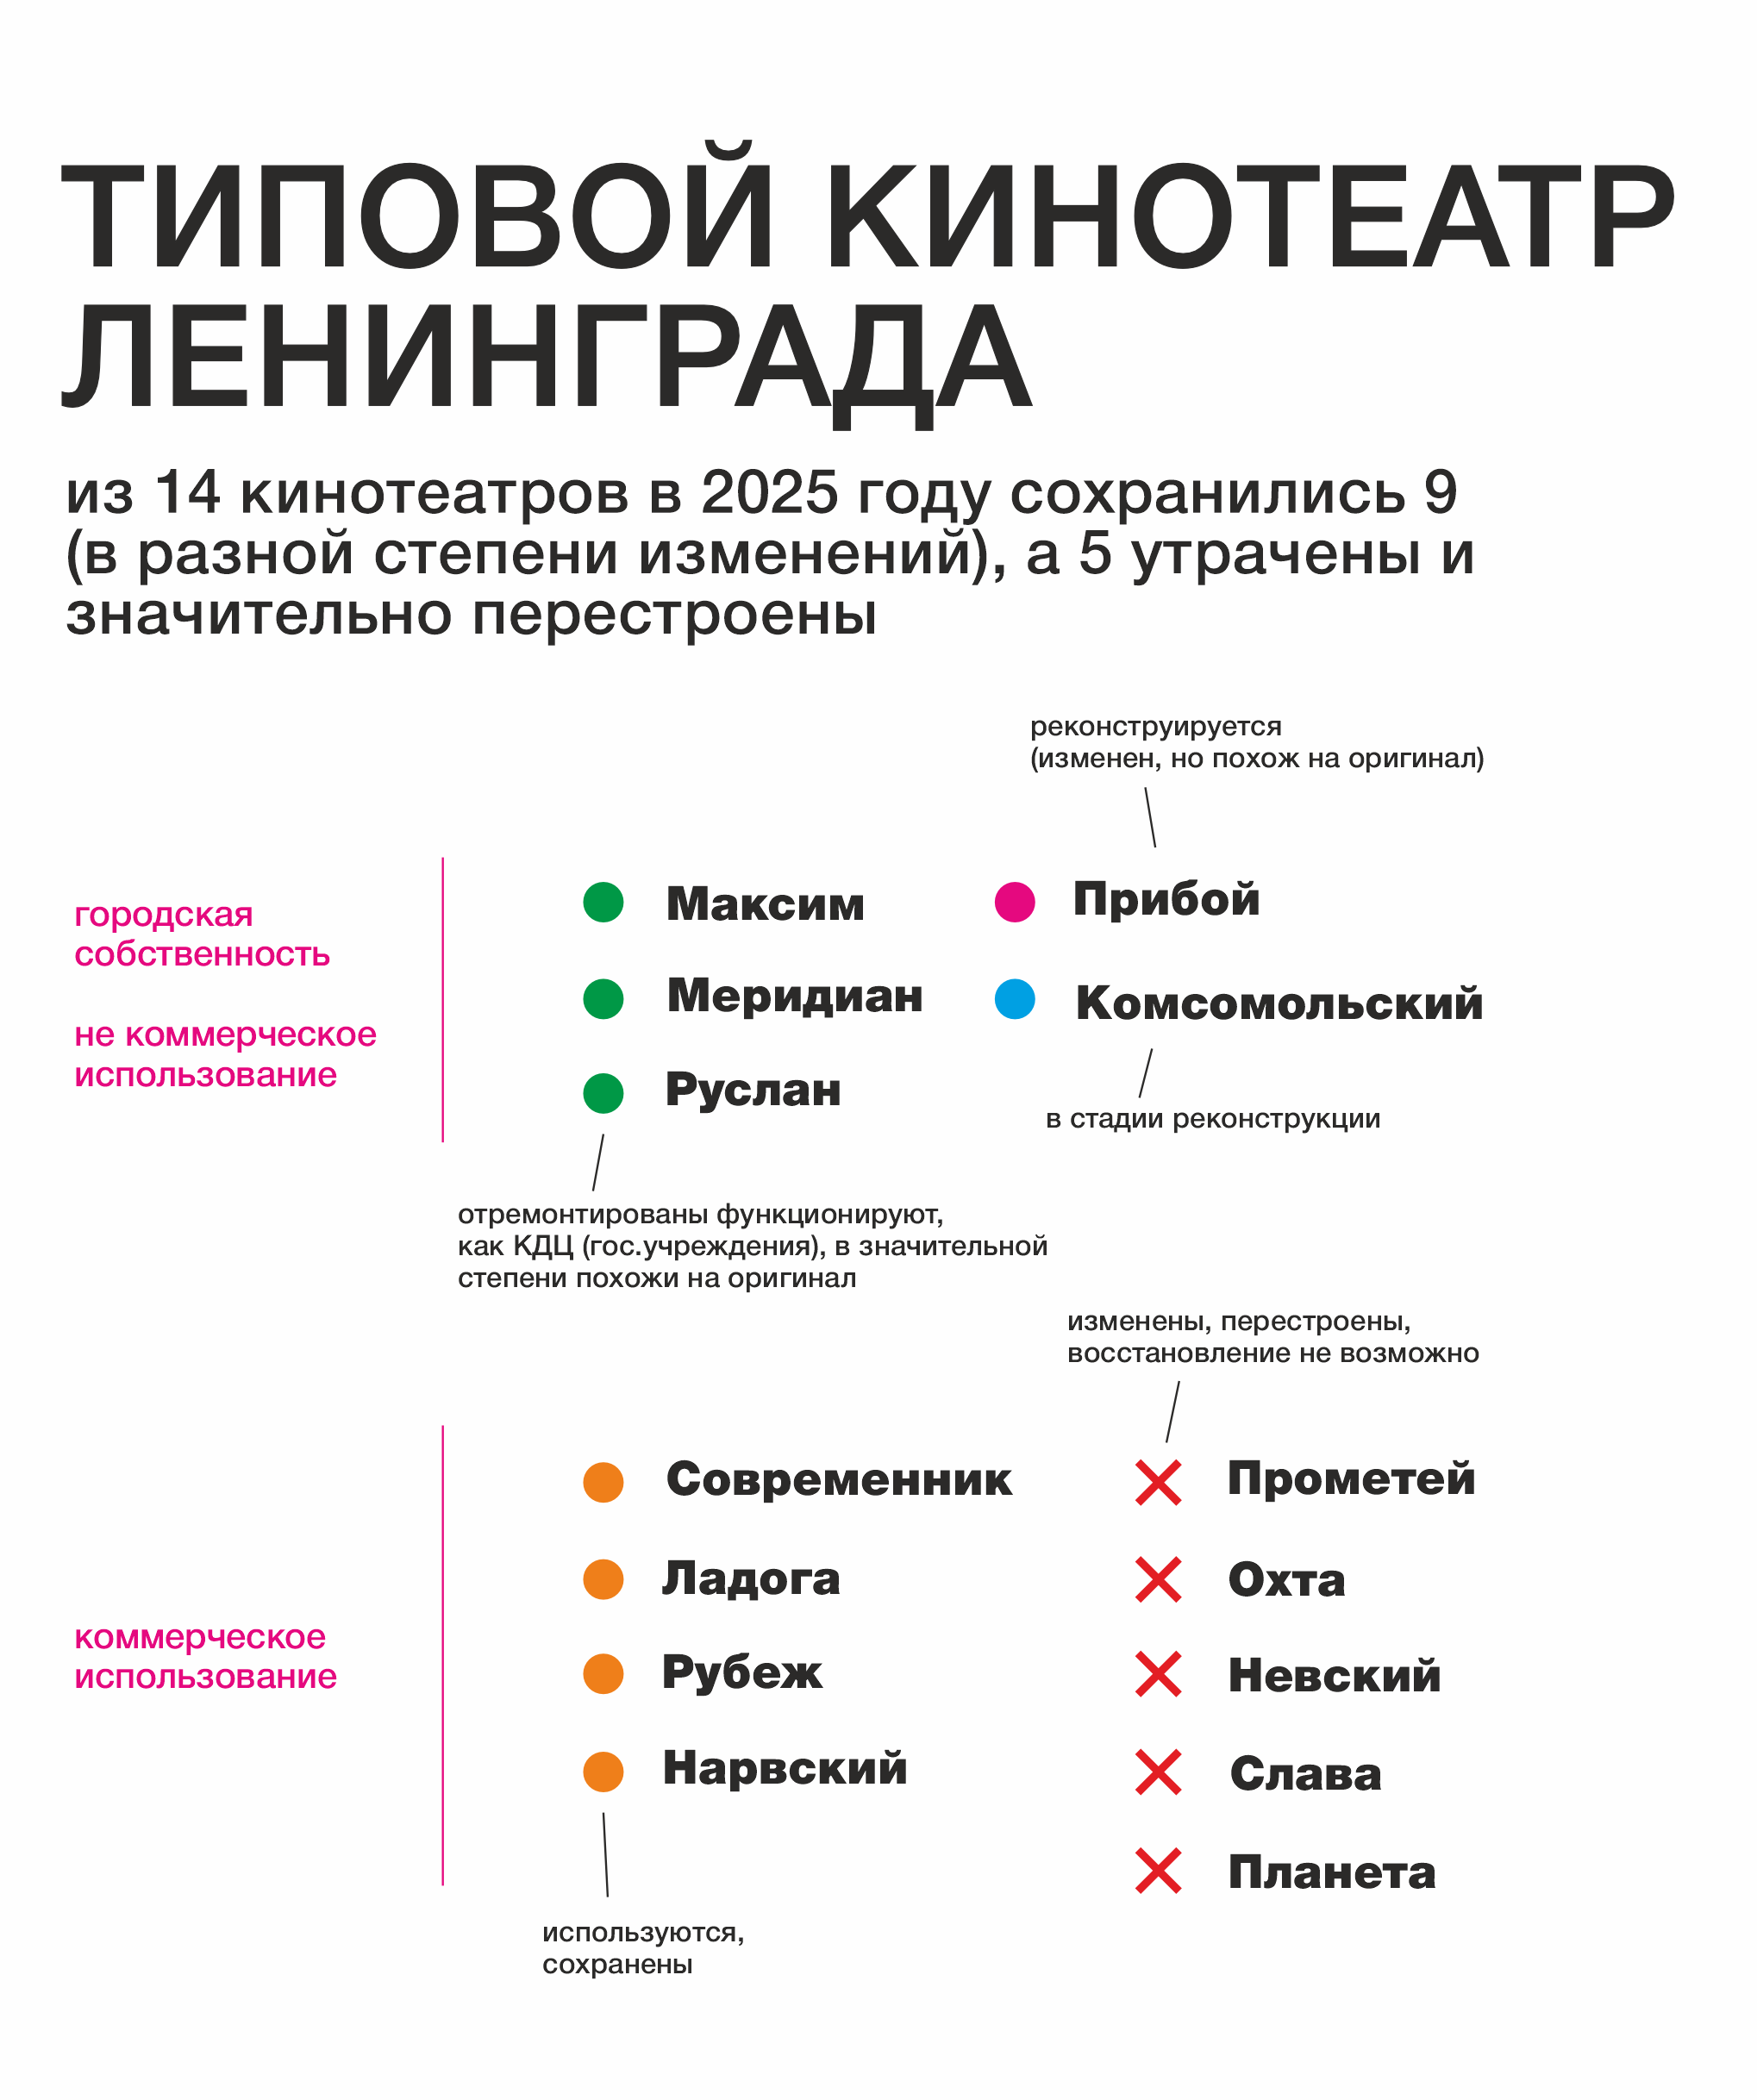 ТИПОВОЙ КИНОТЕАТР
ЛЕНИНГРАДА
из 14 кинотеатров в 2025 году сохранились 9
(в разной степени изменений), а 5 утрачены и
значительно перестроены
реконструируется
(изменен, но похож на оригинал)
городская
собственность
не коммерческое
использование
Максим
Меридиан
Руслан
Прибой
Комсомольский
в стадии реконструкции
отремонтированы функционируют,
как КДЦ (гос.учреждения), в значительной
степени похожи на оригинал
изменены, перестроены,
восстановление не возможно
коммерческое
использование
Современник
Ладога
Рубеж
Нарвский
Прометей
Охта
Невский
Слава
Планета
используются,
сохранены